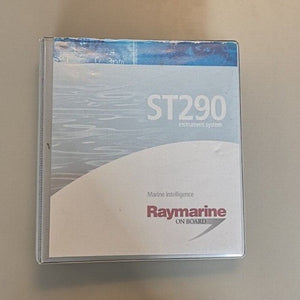 ST290
instrument system
Marine Intelligence
Raymarine
ON BOARD